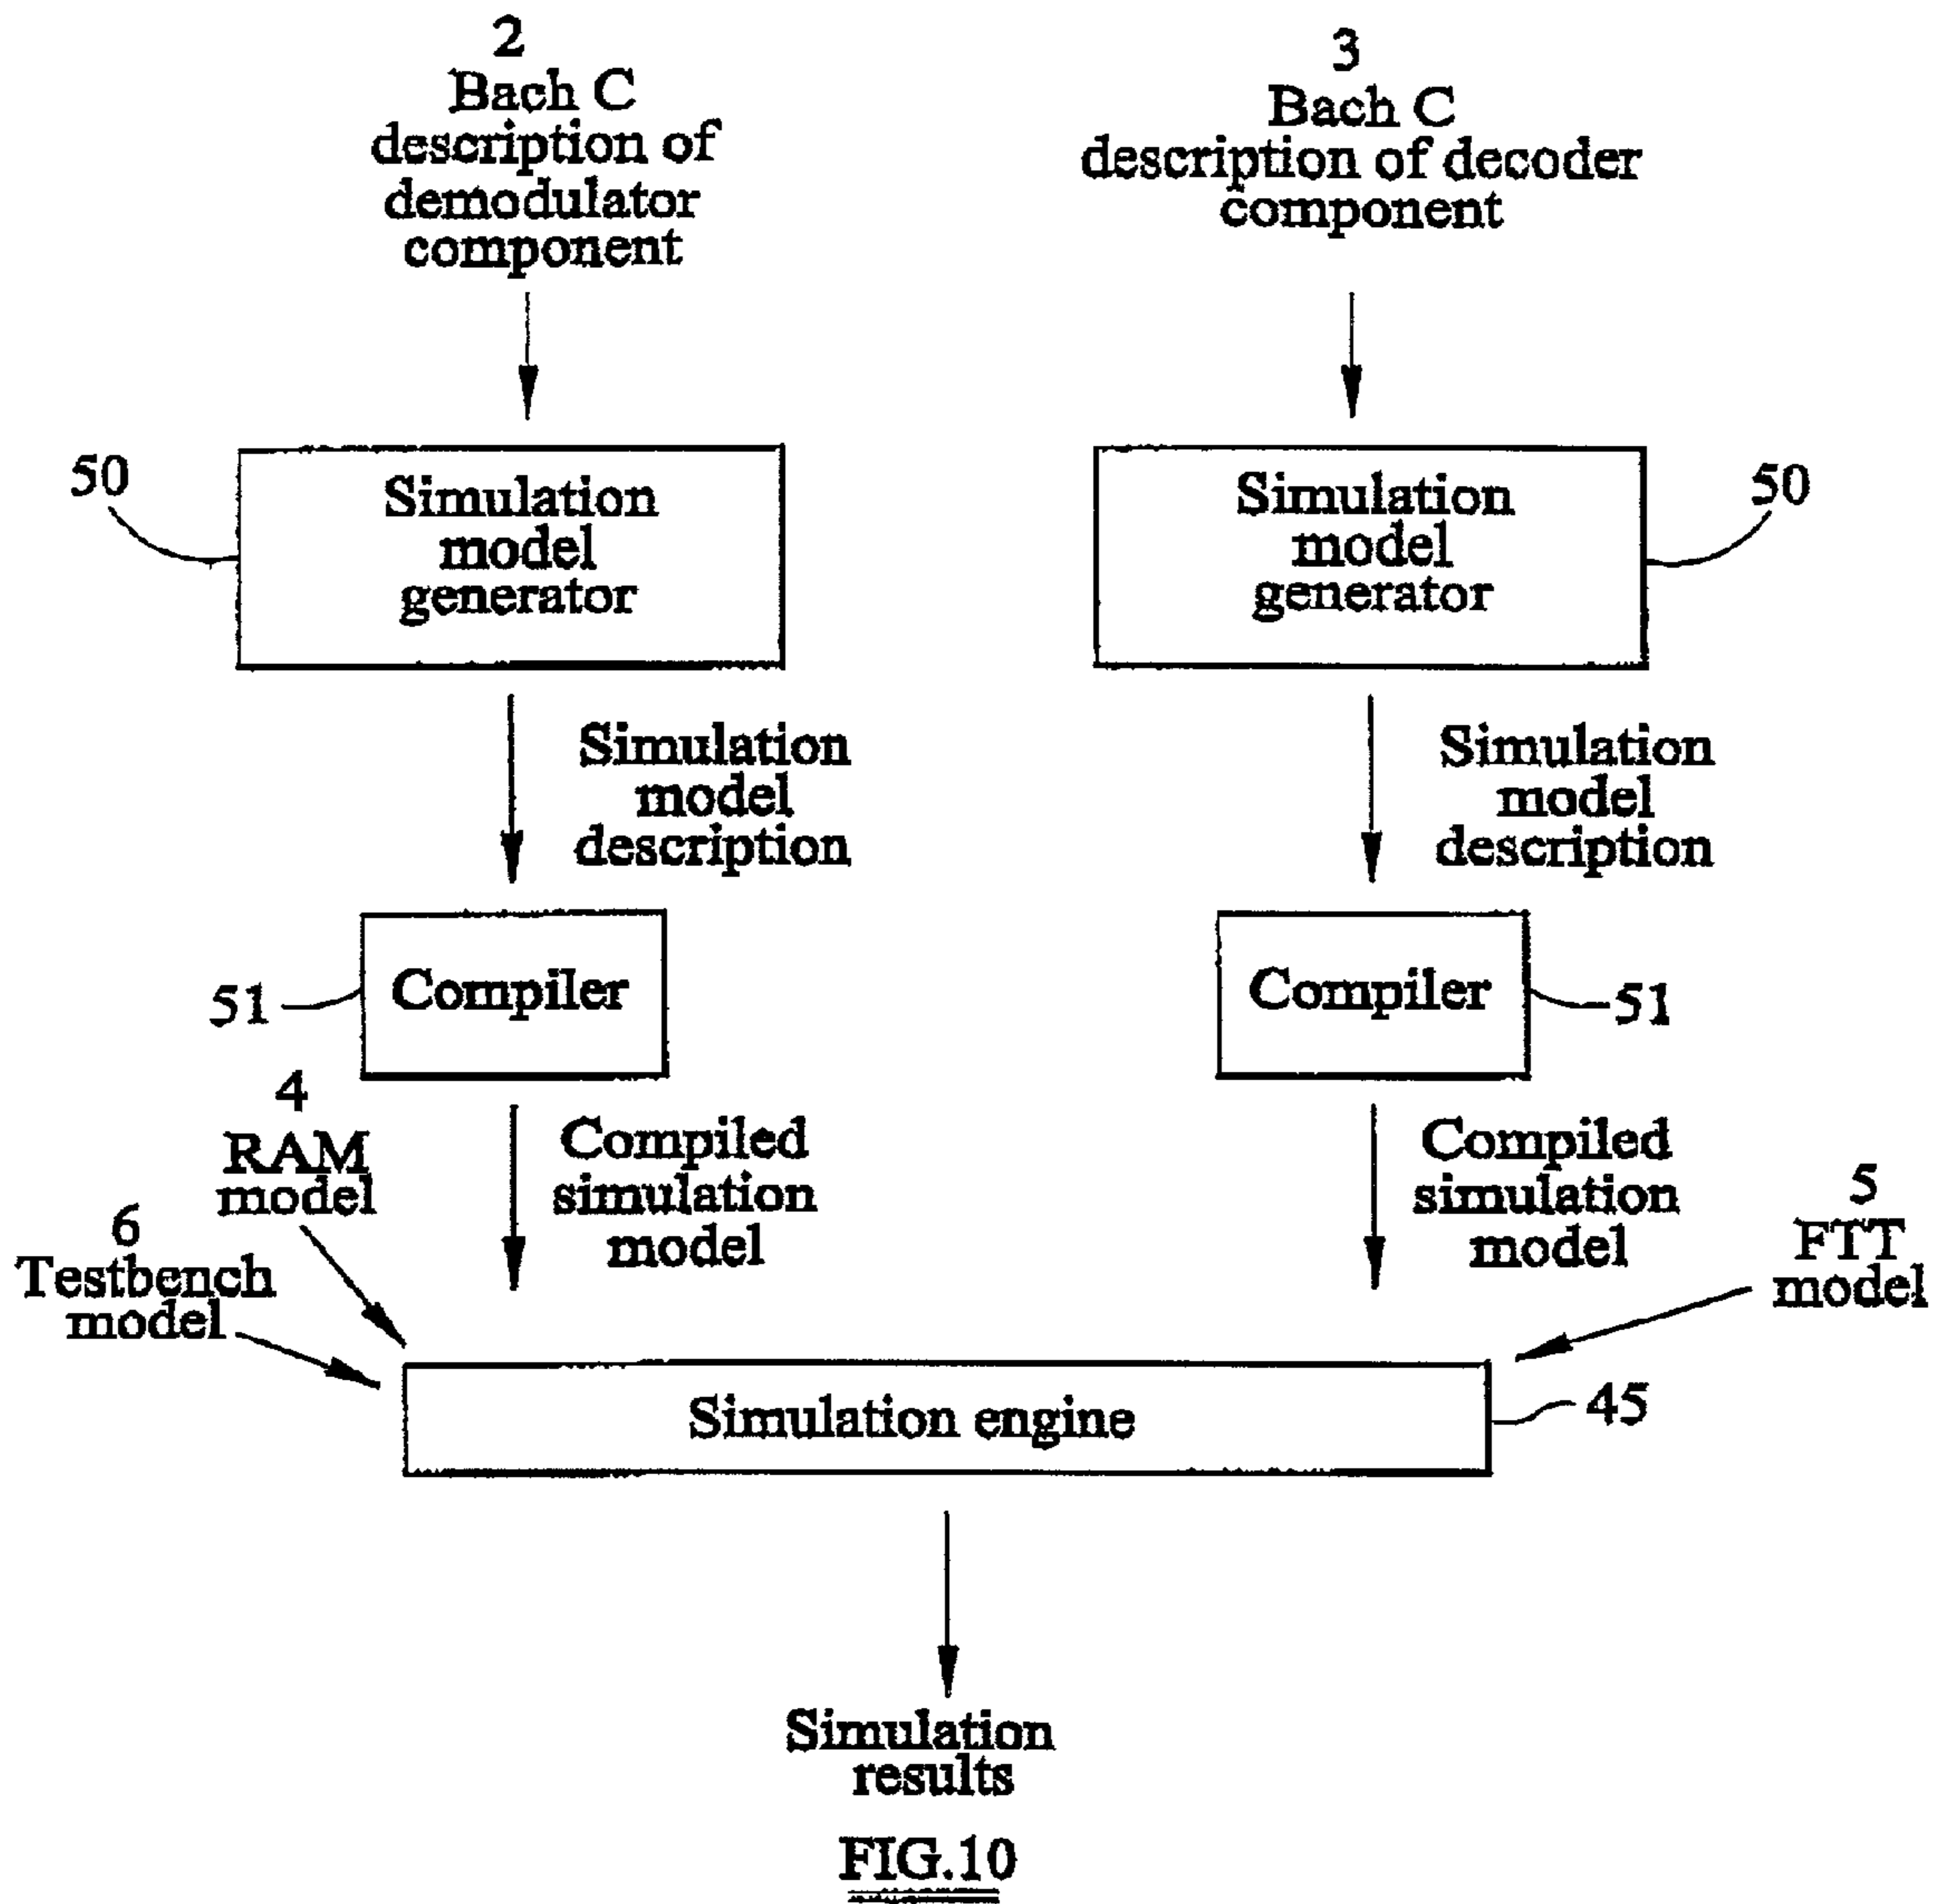 2
Bach C
description of
demodulator
component
3
Bach C
description of decoder
component
50
Simulation
model
generator
Simulation
model
generator
50
Simulation
model
description
Simulation
model
description
51
Compiler
Compiler
51
4
RAM
model
Compiled
simulation
model
Compiled
simulation
model
5
FTT
model
6
Testbench
model
Simulation engine
45
Simulation
results
FIG.10